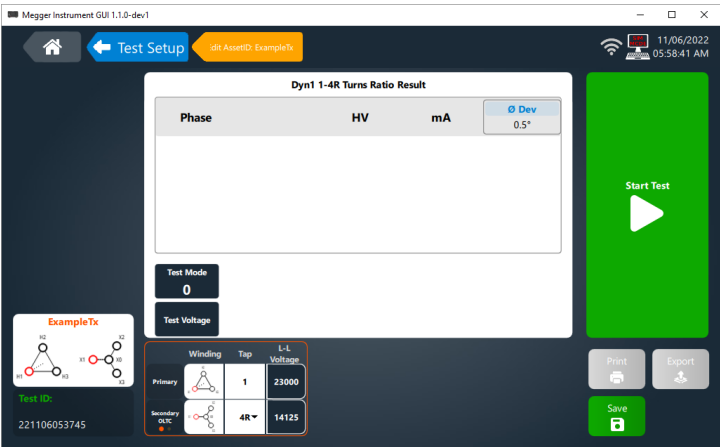 Megger Instrument GUI 1.1.0-dev1
Test Setup
Edit AssetID: ExampleTx
11/06/2022
05:58:41 AM
Dyn1 1-4R Turns Ratio Result
Phase HV mA Ø Dev
0.5°
Start Test
Test Mode
0
Test Voltage
ExampleTx
H2 X2
X1 X0
H1 H3 X3
Test ID:
221106053745
Winding Tap L-L
Voltage
Primary 1 23000
Secondary
OLTC 4R 14125
Print Export
Save